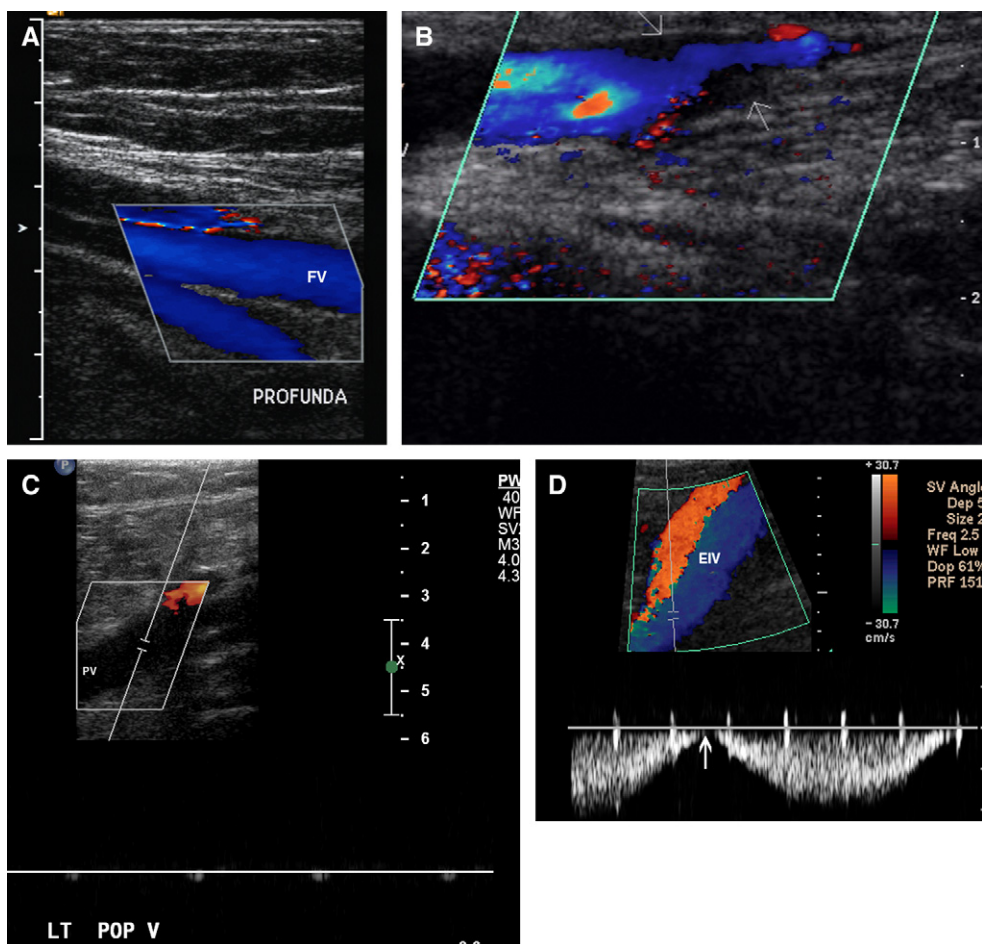 A
FV
PROFUNDA
B
1
2
C
P
PV
1
2
3
4
5
6
X
PW
40
WF
M3
4.0
4.3
LT POP V
D
EIV
+ 30.7
- 30.7
cm/s
SV Angle
Dep 5
Size 2
Freq 2.5
WF Low
Dop 61%
PRF 151